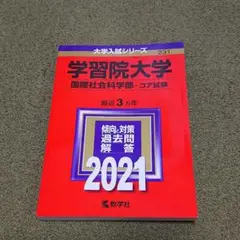 大学入試シリーズ
231
学習院大学
国際社会科学部-コア試験
最近3カ年
傾向と対策
過去問
解答
2021
教学社